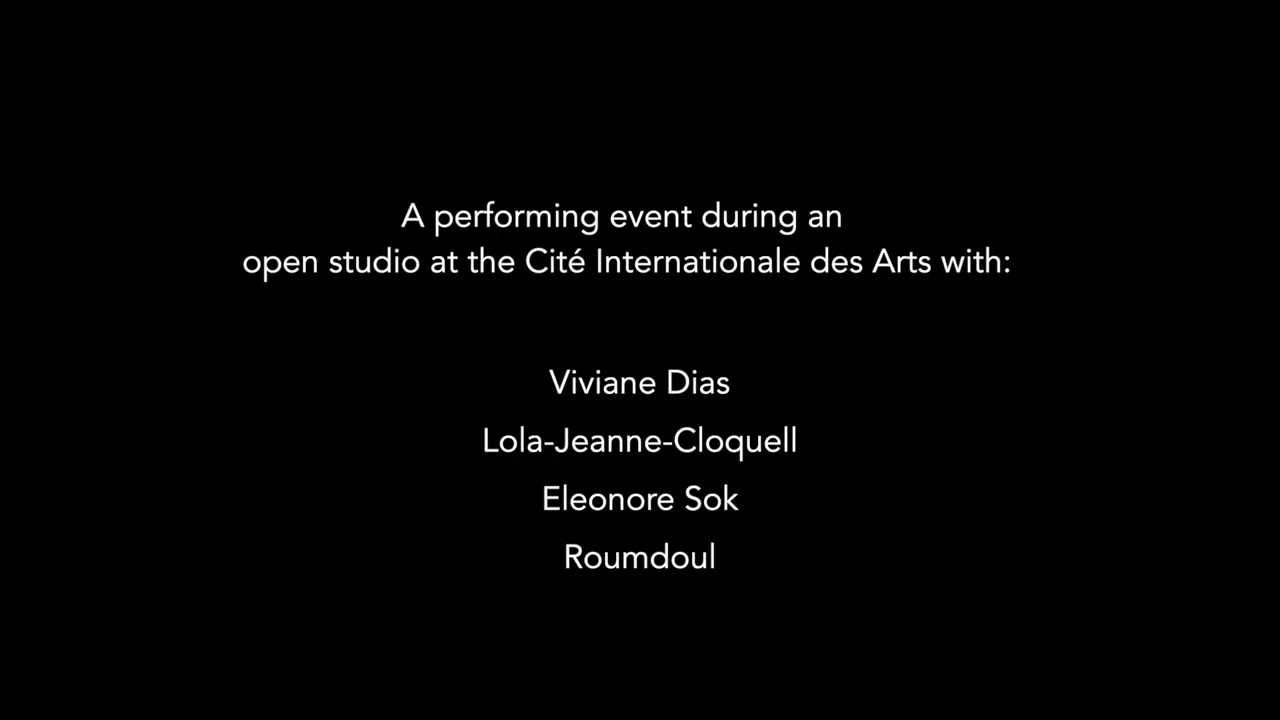 A performing event during an
open studio at the Cité Internationale des Arts with:
Viviane Dias
Lola-Jeanne-Cloquell
Eleonore Sok
Roumdoul